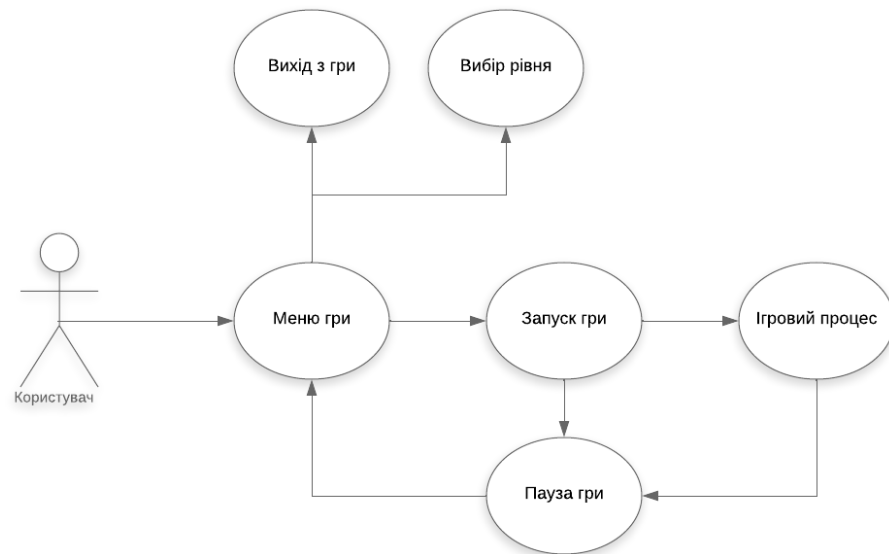 Вихід з гри
Вибір рівня
Меню гри
Запуск гри
Ігровий процес
Користувач
Пауза гри